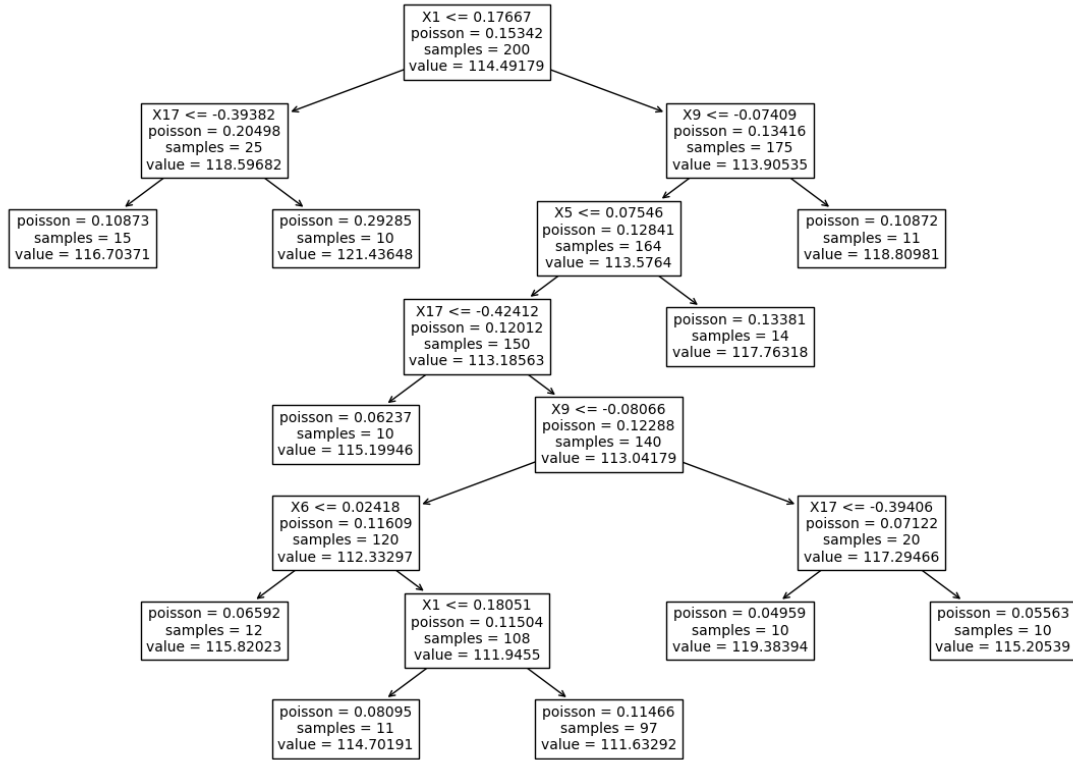 X1 <= 0.17667
poisson = 0.15342
samples = 200
value = 114.49179
X17 <= -0.39382
poisson = 0.20498
samples = 25
value = 118.59682
X9 <= -0.07409
poisson = 0.13416
samples = 175
value = 113.90535
poisson = 0.10873
samples = 15
value = 116.70371
poisson = 0.29285
samples = 10
value = 121.43648
X5 <= 0.07546
poisson = 0.12841
samples = 164
value = 113.5764
poisson = 0.10872
samples = 11
value = 118.80981
X17 <= -0.42412
poisson = 0.12012
samples = 150
value = 113.18563
poisson = 0.13381
samples = 14
value = 117.76318
poisson = 0.06237
samples = 10
value = 115.19946
X9 <= -0.08066
poisson = 0.12288
samples = 140
value = 113.04179
X6 <= 0.02418
poisson = 0.11609
samples = 120
value = 112.33297
X17 <= -0.39406
poisson = 0.07122
samples = 20
value = 117.29466
poisson = 0.06592
samples = 12
value = 115.82023
X1 <= 0.18051
poisson = 0.11504
samples = 108
value = 111.9455
poisson = 0.04959
samples = 10
value = 119.38394
poisson = 0.05563
samples = 10
value = 115.20539
poisson = 0.08095
samples = 11
value = 114.70191
poisson = 0.11466
samples = 97
value = 111.63292